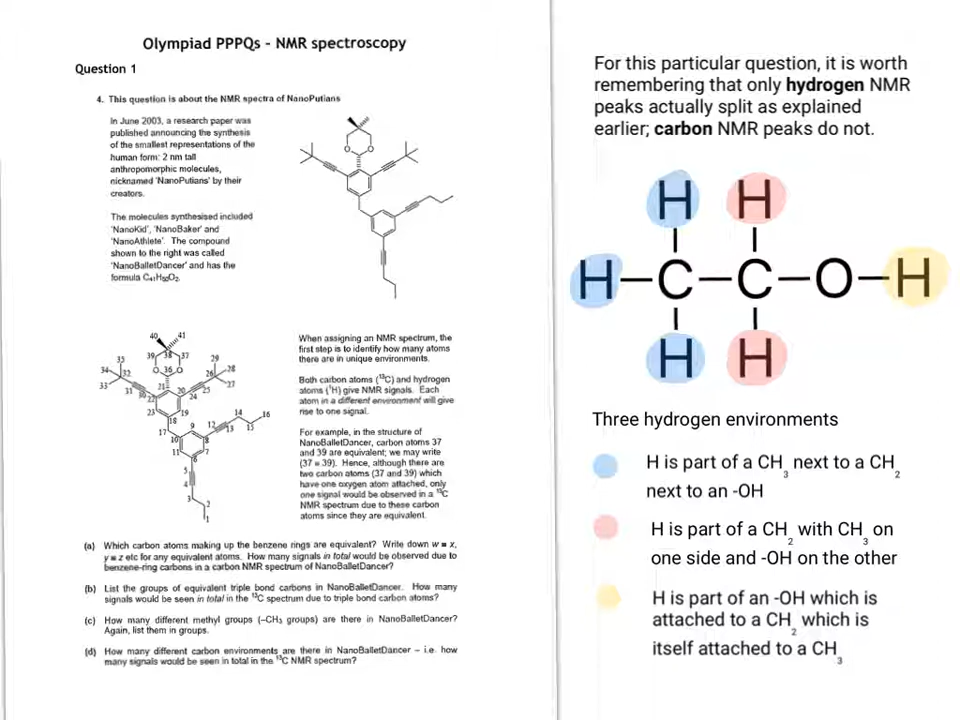 Olympiad PPPQs - NMR spectroscopy
Question 1
4. This question is about the NMR spectra of NanoPutians
In June 2003, a research paper was
published announcing the synthesis
of the smallest representations of the
human form: 2 nm tall
anthropomorphic molecules,
nicknamed 'NanoPutians' by their
creators.
The molecules synthesised included
'NanoKid', 'NanoBaker' and
'NanoAthlete'. The compound
shown to the right was called
'NanoBalletDancer' and has the
formula C₄₁H₅₀O₂.
When assigning an NMR spectrum, the
first step is to identify how many atoms
there are in unique environments.
Both carbon atoms (¹³C) and hydrogen
atoms (¹H) give NMR signals. Each
atom in a different environment will give
rise to one signal.
For example, in the structure of
NanoBalletDancer, carbon atoms 37
and 39 are equivalent; we may write
(37 ≡ 39). Hence, although there are
two carbon atoms (37 and 39) which
have one oxygen atom attached, only
one signal would be observed in a ¹³C
NMR spectrum due to these carbon
atoms since they are equivalent.
(a) Which carbon atoms making up the benzene rings are equivalent? Write down w ≡ x,
y ≡ z etc for any equivalent atoms. How many signals in total would be observed due to
benzene-ring carbons in a carbon NMR spectrum of NanoBalletDancer?
(b) List the groups of equivalent triple bond carbons in NanoBalletDancer. How many
signals would be seen in total in the ¹³C spectrum due to triple bond carbon atoms?
(c) How many different methyl groups (–CH₃ groups) are there in NanoBalletDancer?
Again, list them in groups.
(d) How many different carbon environments are there in NanoBalletDancer – i.e. how
many signals would be seen in total in the ¹³C NMR spectrum?
For this particular question, it is worth
remembering that only hydrogen NMR
peaks actually split as explained
earlier; carbon NMR peaks do not.
H H
H–C–C–O–H
H H
Three hydrogen environments
H is part of a CH₃ next to a CH₂
next to an -OH
H is part of a CH₂ with CH₃ on
one side and -OH on the other
H is part of an -OH which is
attached to a CH₂ which is
itself attached to a CH₃